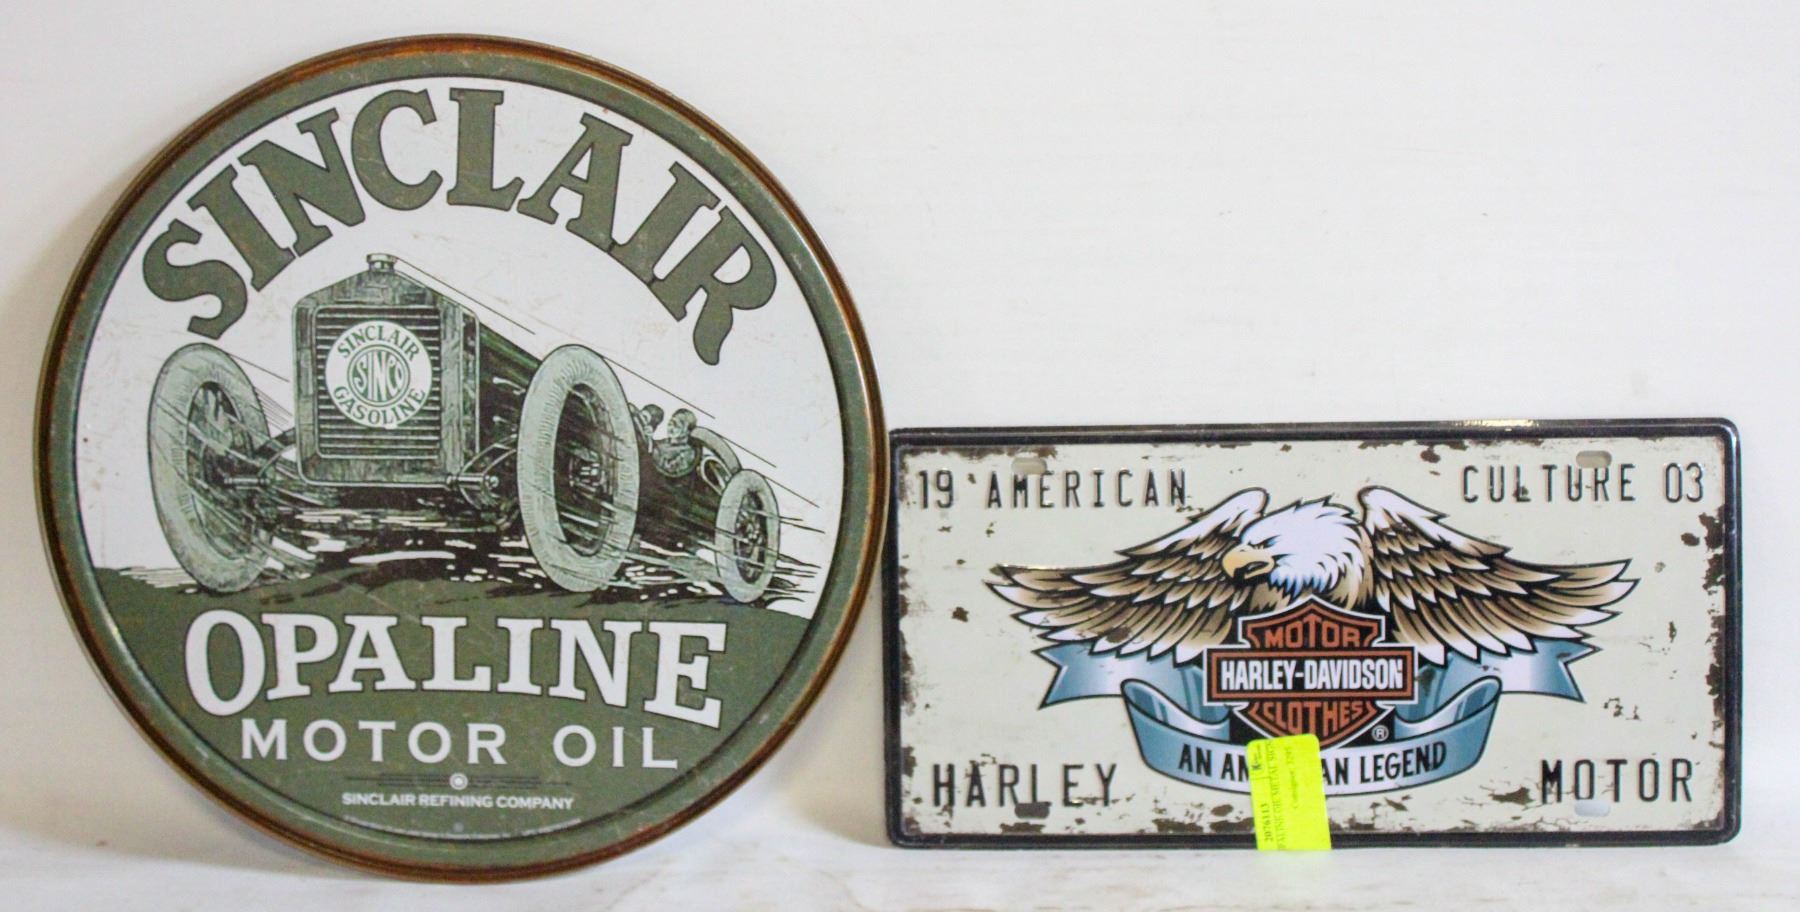 SINCLAIR
SINCLAIR
SINCO
GASOLINE
OPALINE
MOTOR OIL
SINCLAIR REFINING COMPANY
19 AMERICAN CULTURE 03
MOTOR
HARLEY-DAVIDSON
CLOTHES
®
AN AN LEGEND
HARLEY MOTOR
2076113